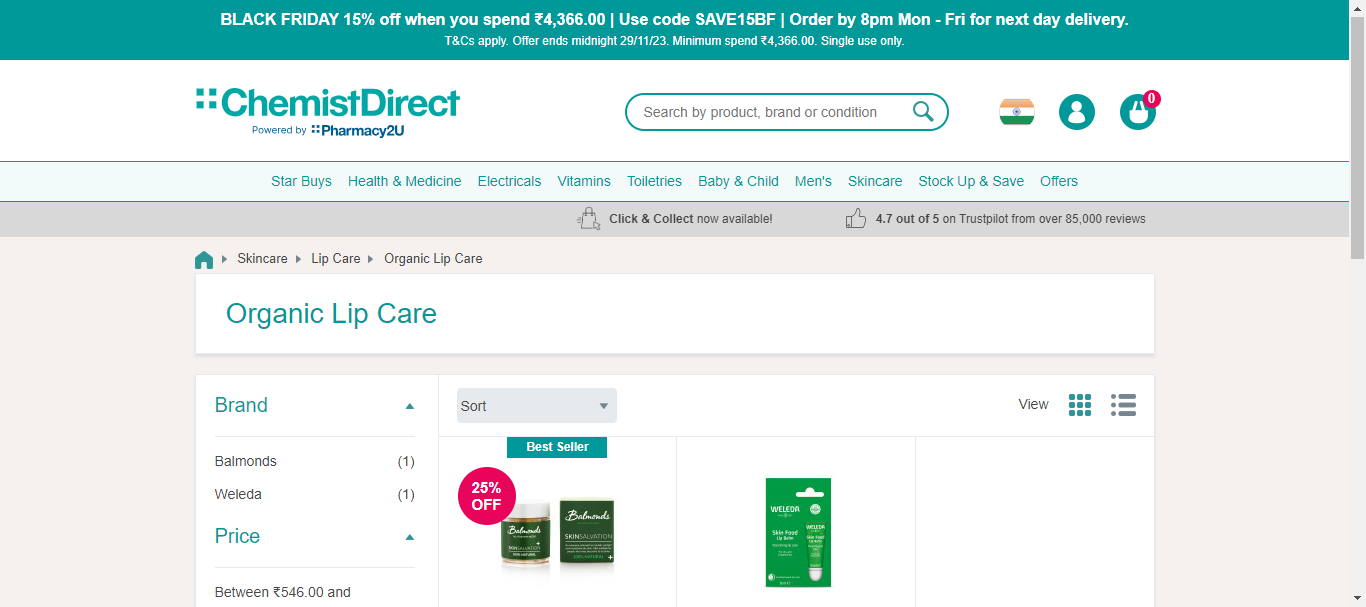 BLACK FRIDAY 15% off when you spend ₹4,366.00 | Use code SAVE15BF | Order by 8pm Mon - Fri for next day delivery.
T&Cs apply. Offer ends midnight 29/11/23. Minimum spend ₹4,366.00. Single use only.
ChemistDirect
Powered by Pharmacy2U
Search by product, brand or condition
0
Star Buys Health & Medicine Electricals Vitamins Toiletries Baby & Child Men's Skincare Stock Up & Save Offers
Click & Collect now available! 4.7 out of 5 on Trustpilot from over 85,000 reviews
Skincare Lip Care Organic Lip Care
Organic Lip Care
Brand
Balmonds (1)
Weleda (1)
Price
Between ₹546.00 and
Sort
View
Best Seller
25%
OFF
Balmonds
SKINSALVATION
100% NATURAL
Balmonds
SKINSALVATION
100% NATURAL
WELEDA
Skin Food
Lip Balm
WELEDA
Skin Food
Lip Balm